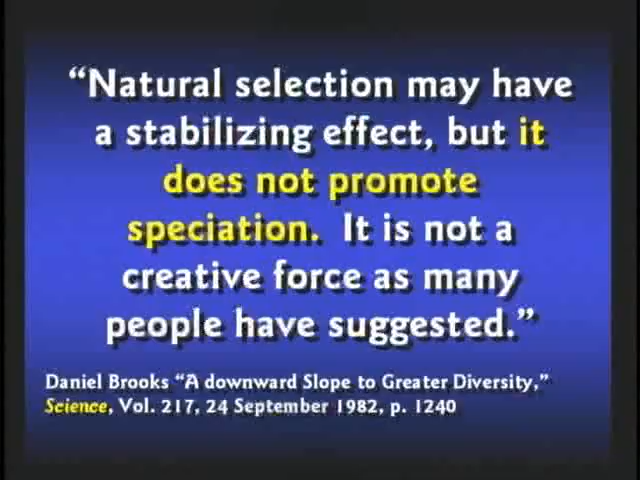 “Natural selection may have
a stabilizing effect, but it
does not promote
speciation. It is not a
creative force as many
people have suggested.”
Daniel Brooks “A downward Slope to Greater Diversity,”
Science, Vol. 217, 24 September 1982, p. 1240